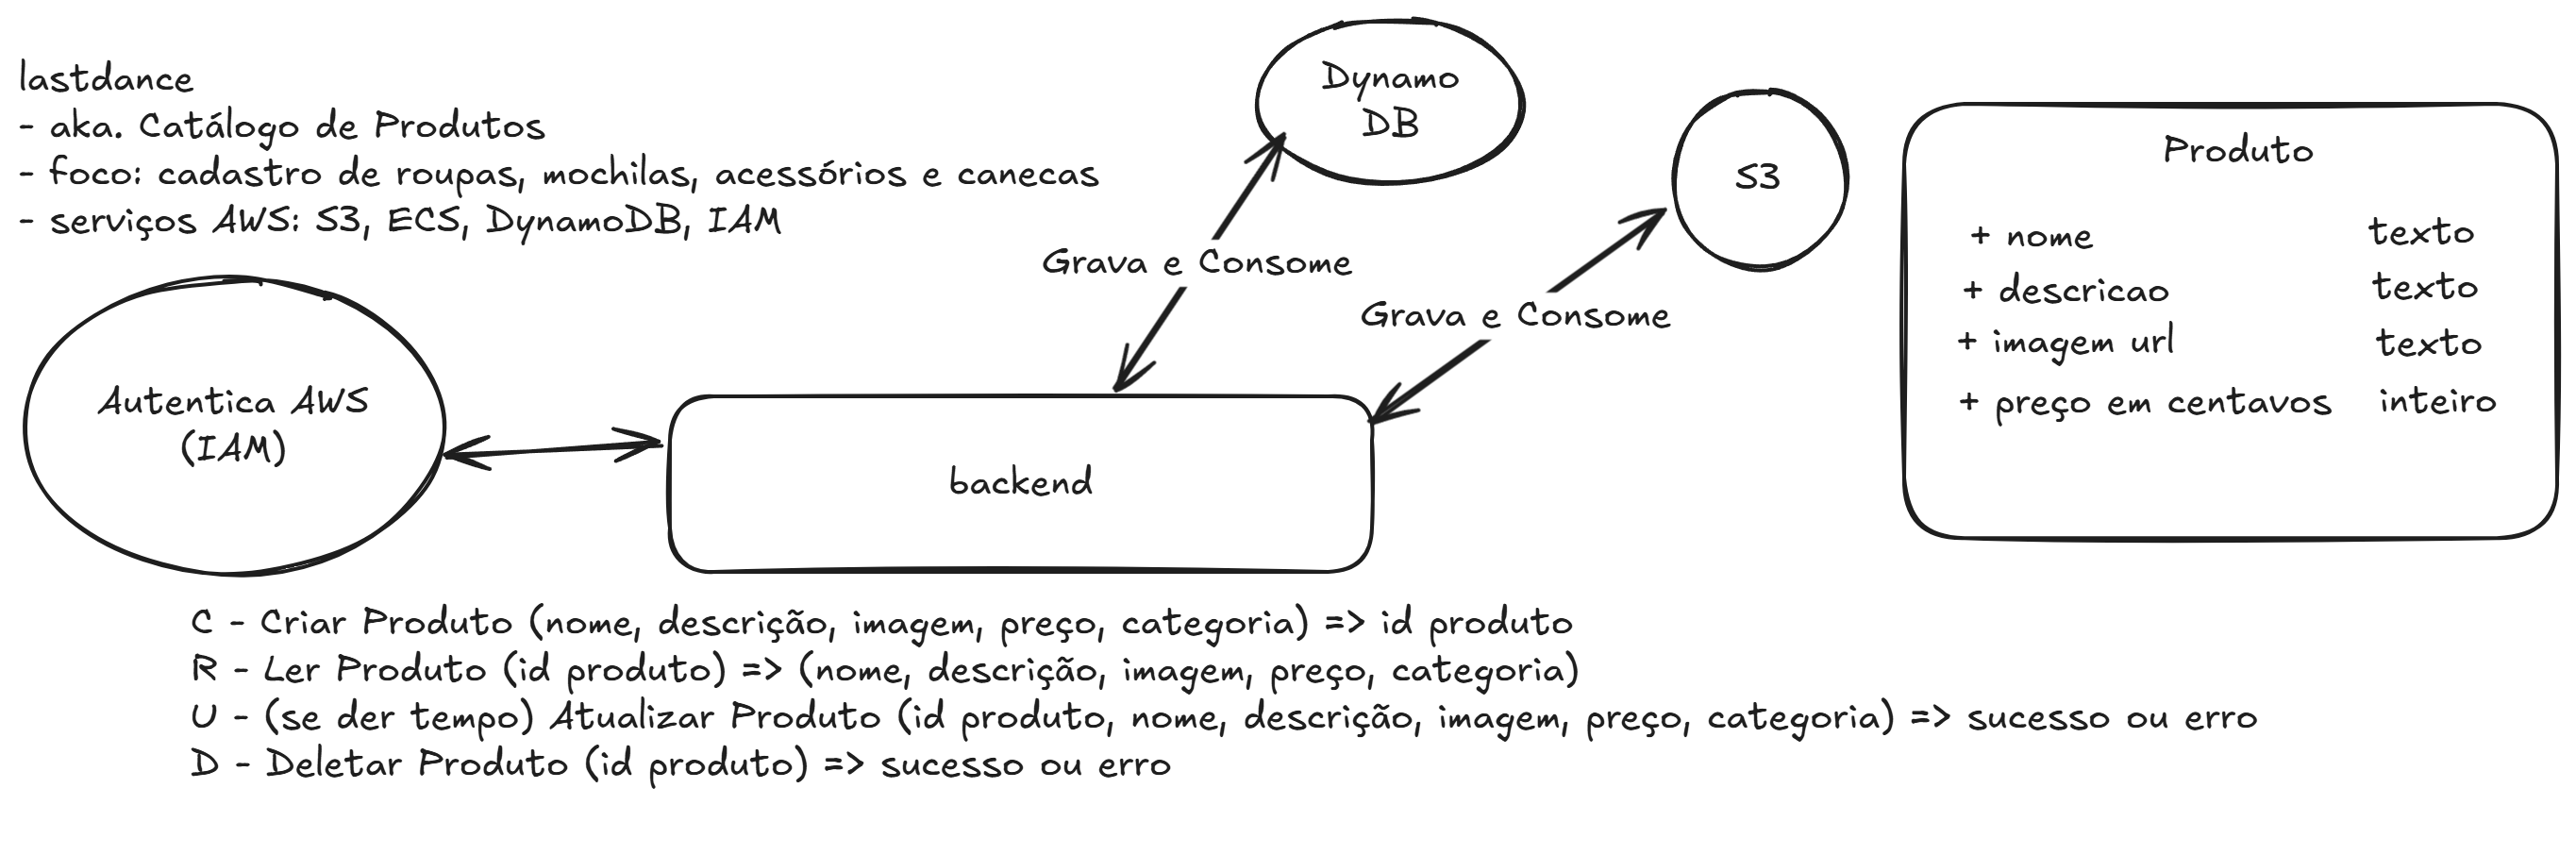 lastdance
- aka. Catálogo de Produtos
- foco: cadastro de roupas, mochilas, acessórios e canecas
- serviços AWS: S3, ECS, DynamoDB, IAM
Dynamo
DB
S3
Grava e Consome
Grava e Consome
Autentica AWS
(IAM)
backend
Produto
+ nome texto
+ descricao texto
+ imagem url texto
+ preço em centavos inteiro
C - Criar Produto (nome, descrição, imagem, preço, categoria) => id produto
R - Ler Produto (id produto) => (nome, descrição, imagem, preço, categoria)
U - (se der tempo) Atualizar Produto (id produto, nome, descrição, imagem, preço, categoria) => sucesso ou erro
D - Deletar Produto (id produto) => sucesso ou erro